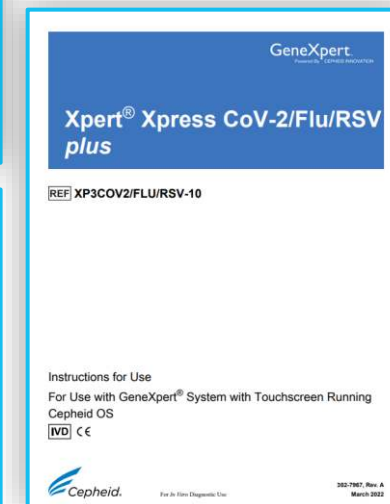 GeneXpert.
Powered By CEPHEID INNOVATION
Xpert® Xpress CoV-2/Flu/RSV
plus
REF XP3COV2/FLU/RSV-10
Instructions for Use
For Use with GeneXpert® System with Touchscreen Running
Cepheid OS
IVD CE
Cepheid.
For In Vitro Diagnostic Use
302-7967, Rev. A
March 2022